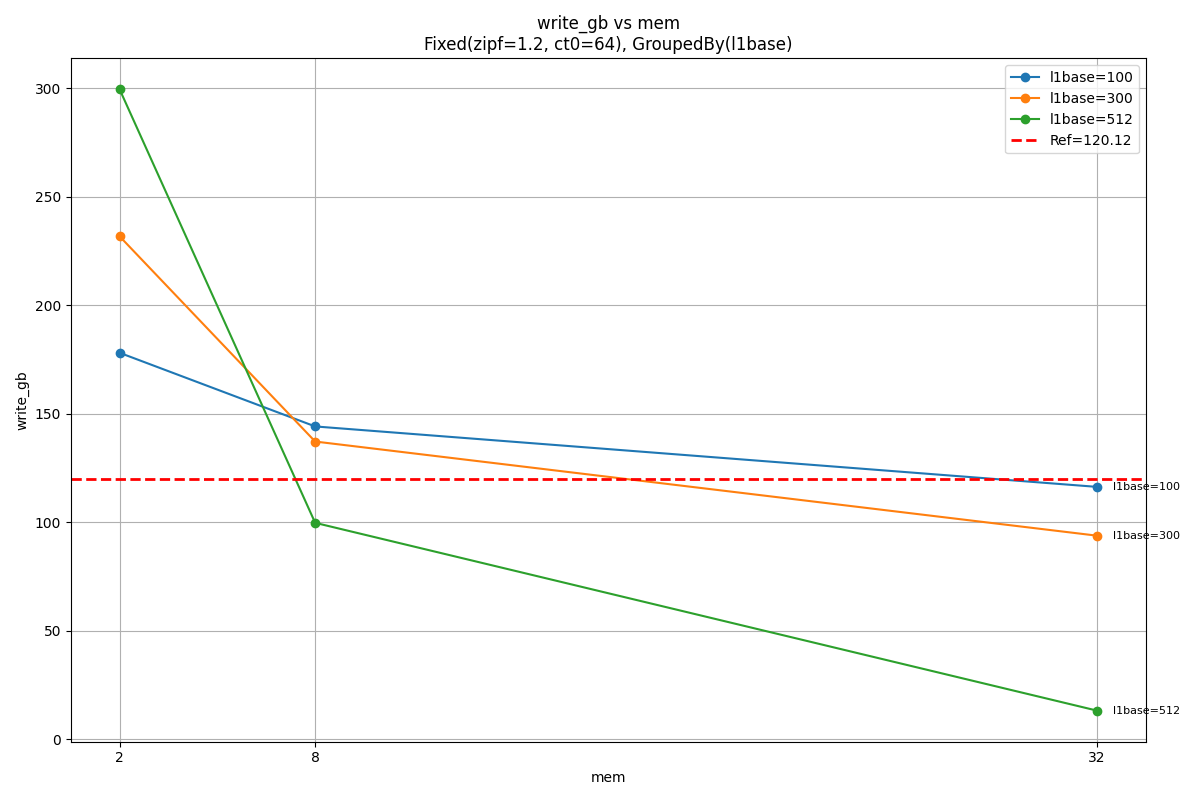 write_gb vs mem
Fixed(zipf=1.2, ct0=64), GroupedBy(l1base)
l1base=100
l1base=300
l1base=512
Ref=120.12
300
250
200
150
100
50
0
write_gb
l1base=100
l1base=300
l1base=512
2
8
32
mem